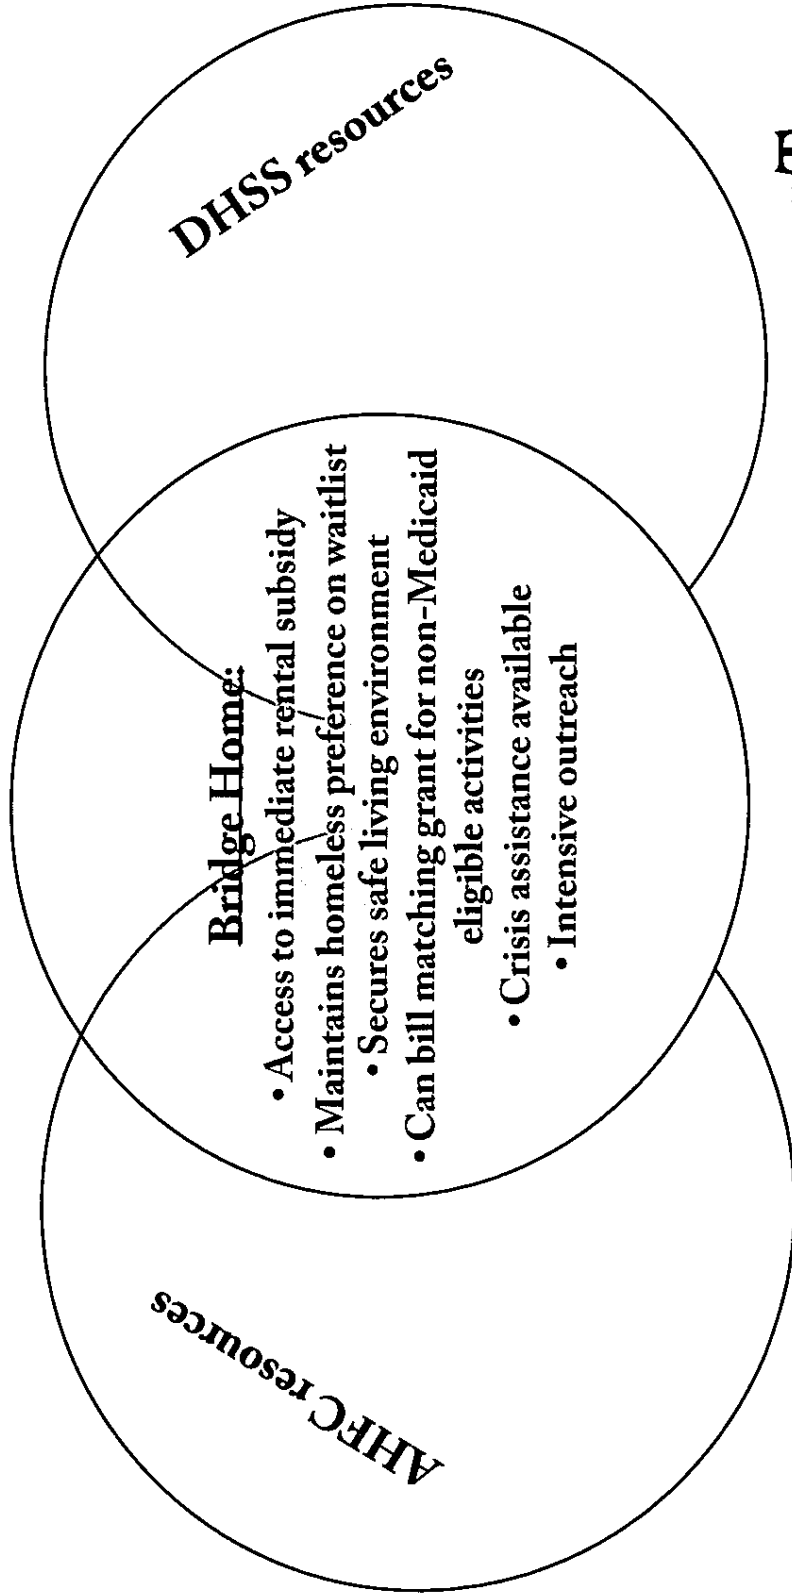 AHFC resources
Bridge Home:
• Access to immediate rental subsidy
• Maintains homeless preference on waitlist
• Secures safe living environment
• Can bill matching grant for non-Medicaid
eligible activities
• Crisis assistance available
• Intensive outreach
DHSS resources